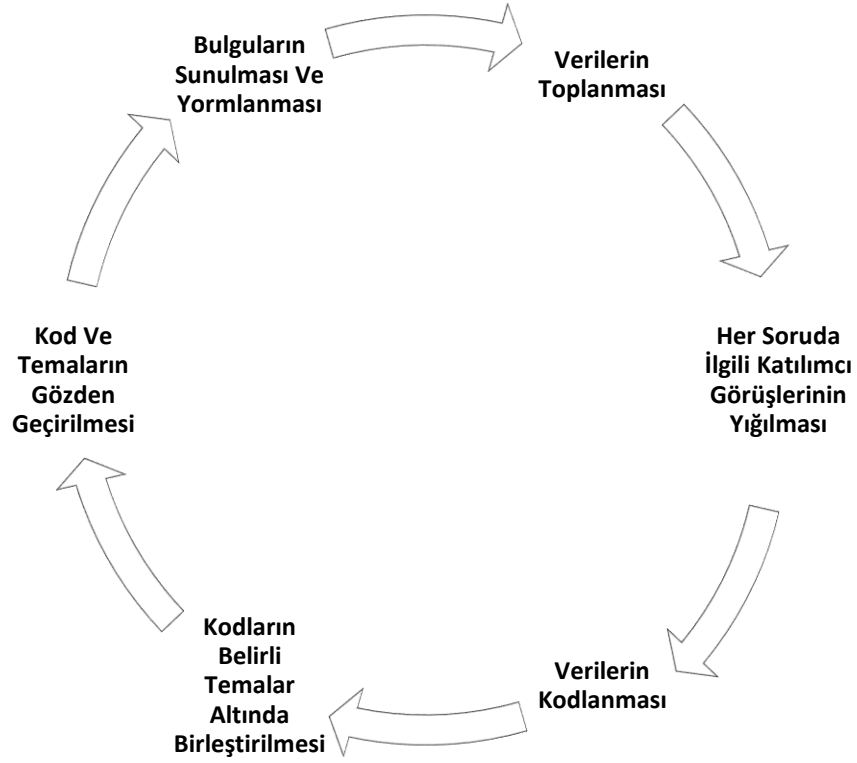 Bulguların
Sunulması Ve
Yormlanması
Verilerin
Toplanması
Her Soruda
İlgili Katılımcı
Görüşlerinin
Yığılması
Verilerin
Kodlanması
Kodların
Belirli
Temalar
Altında
Birleştirilmesi
Kod Ve
Temaların
Gözden
Geçirilmesi